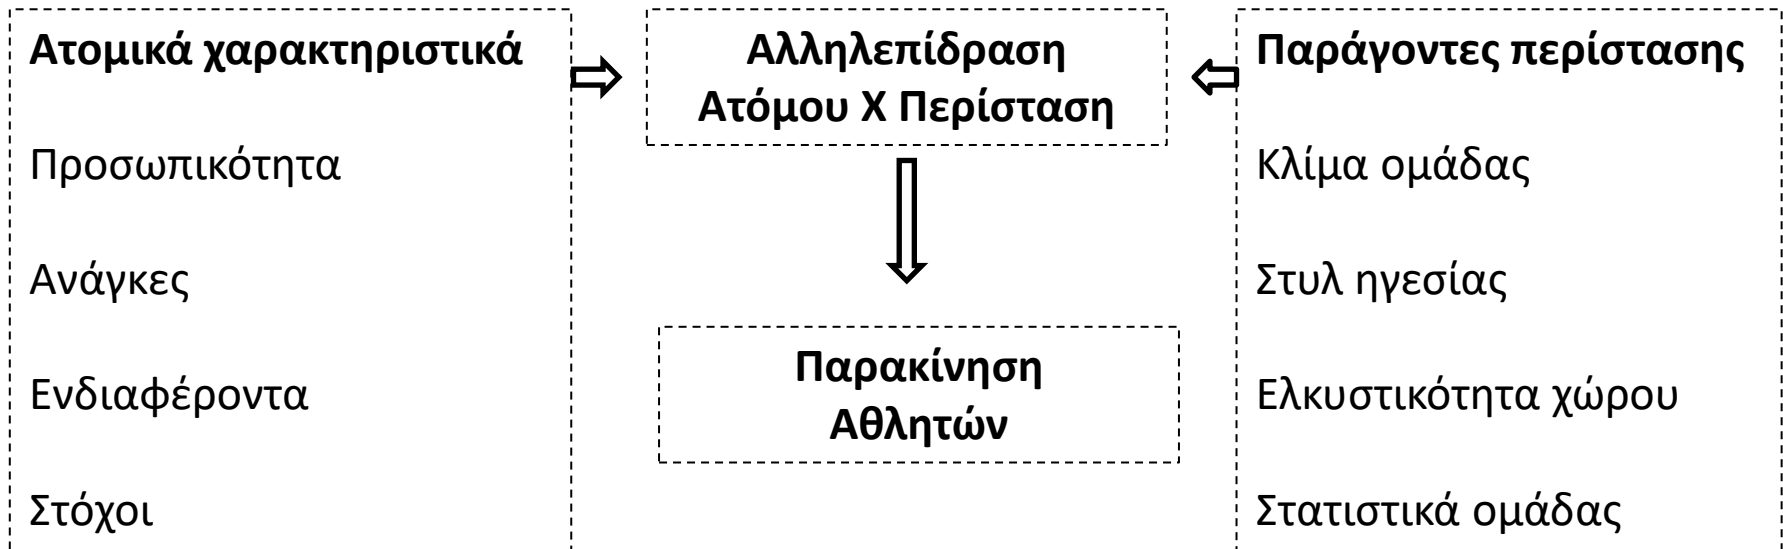 Ατομικά χαρακτηριστικά
Προσωπικότητα
Ανάγκες
Ενδιαφέροντα
Στόχοι
Αλληλεπίδραση
Ατόμου Χ Περίσταση
Παρακίνηση
Αθλητών
Παράγοντες περίστασης
Κλίμα ομάδας
Στυλ ηγεσίας
Ελκυστικότητα χώρου
Στατιστικά ομάδας